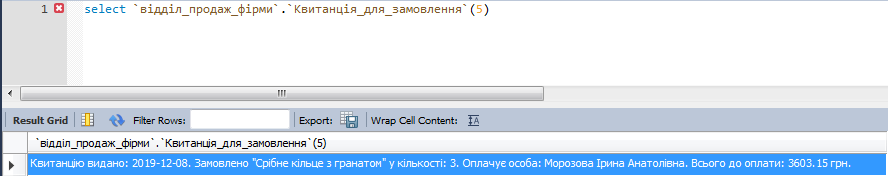 1 select `відділ_продаж_фірми`.`Квитанція_для_замовлення`(5)
Result Grid Filter Rows: Export: Wrap Cell Content:
`відділ_продаж_фірми`.`Квитанція_для_замовлення`(5)
Квитанцію видано: 2019-12-08. Замовлено "Срібне кільце з гранатом" у кількості: 3. Оплачує особа: Морозова Ірина Анатолівна. Всього до оплати: 3603.15 грн.